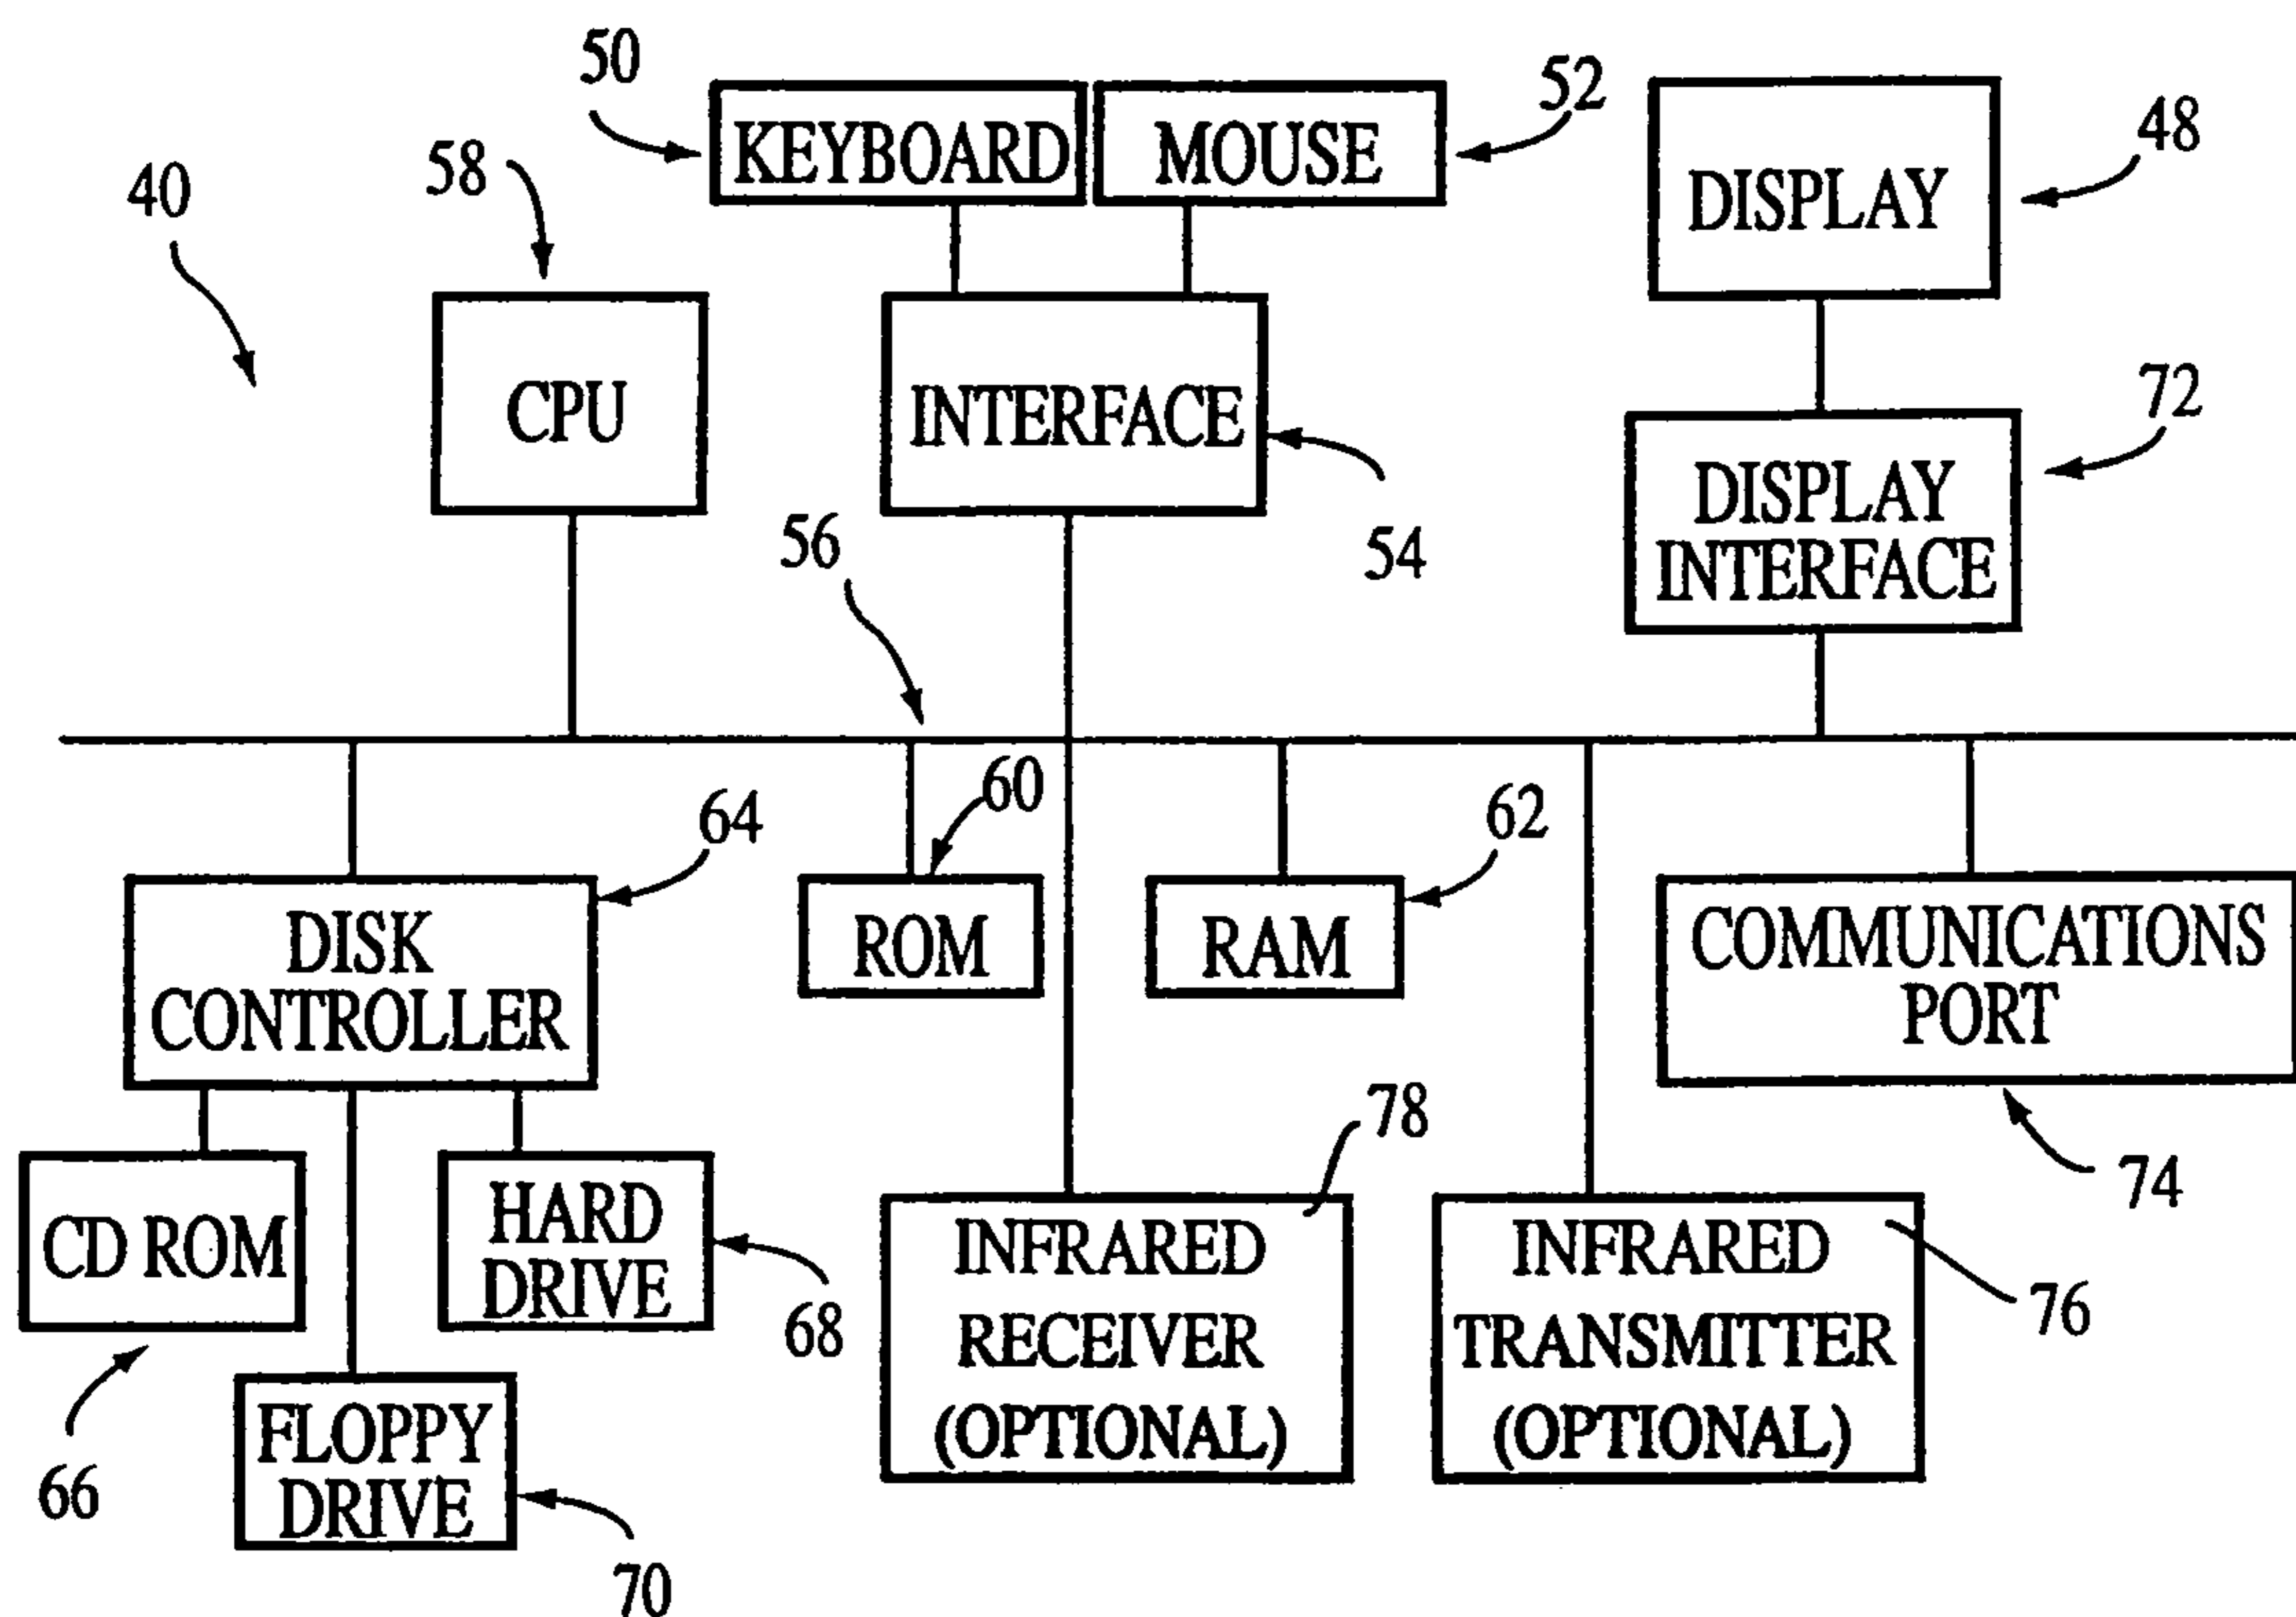 50
KEYBOARD
MOUSE
52
DISPLAY
48
40
58
CPU
INTERFACE
54
72
DISPLAY
INTERFACE
56
64
DISK
CONTROLLER
60
ROM
62
RAM
COMMUNICATIONS
PORT
74
CD ROM
66
HARD
DRIVE
68
FLOPPY
DRIVE
70
78
INFRARED
RECEIVER
(OPTIONAL)
INFRARED
TRANSMITTER
(OPTIONAL)
76